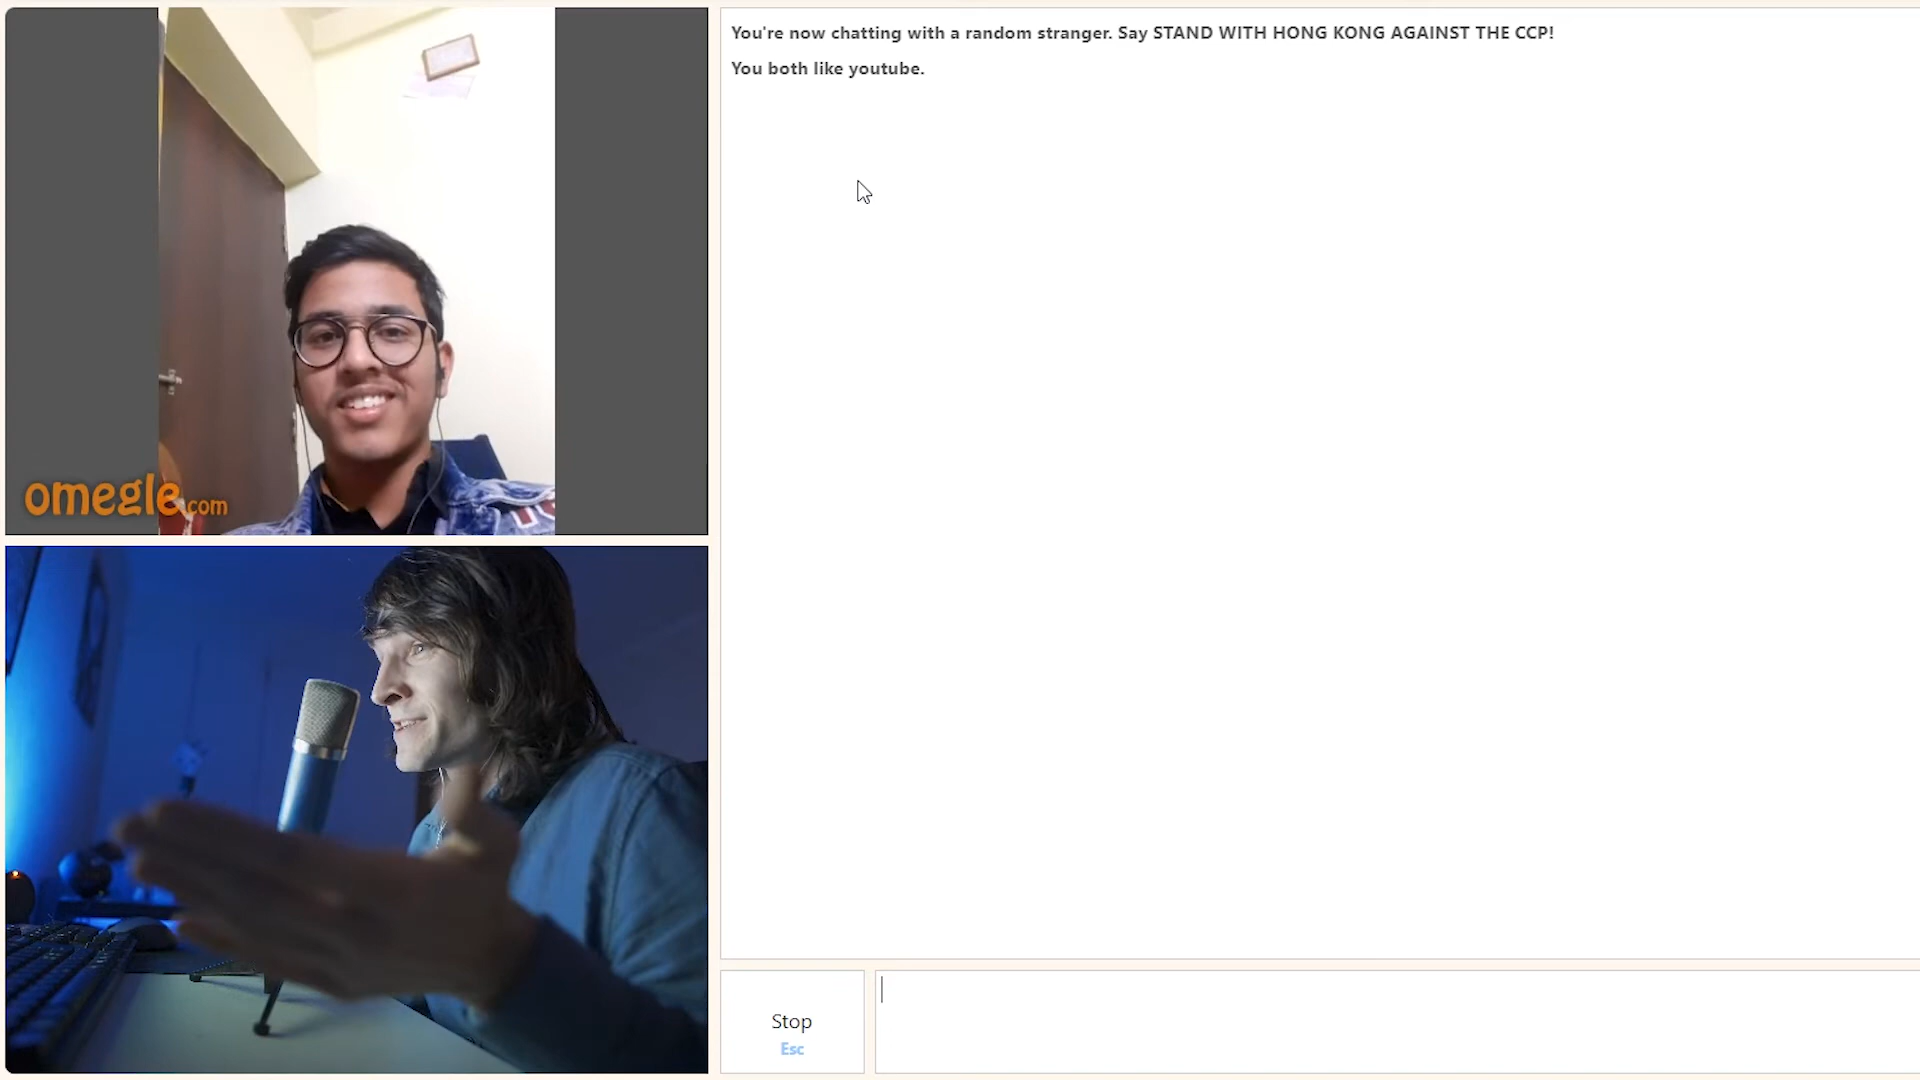 You're now chatting with a random stranger. Say STAND WITH HONG KONG AGAINST THE CCP!
You both like youtube.
omegle.com
Stop
Esc